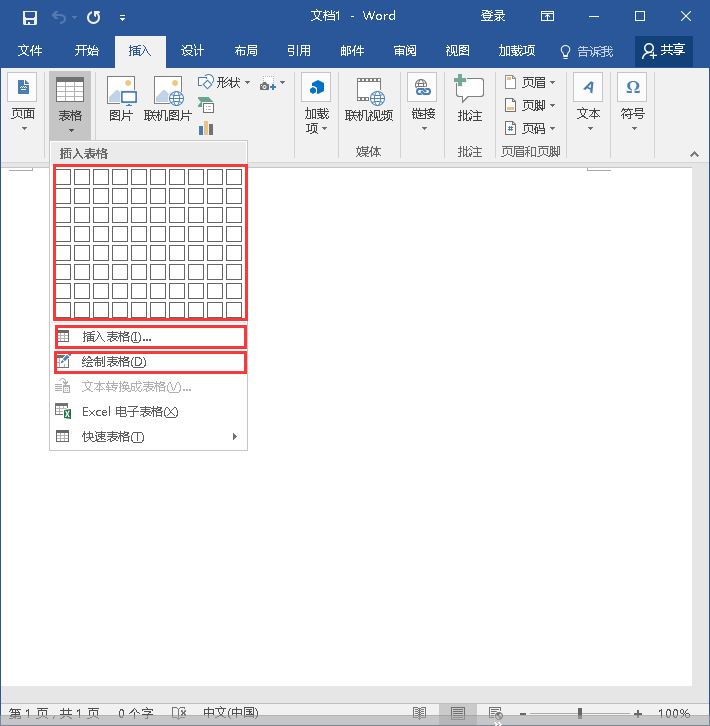 文档1 - Word
登录
文件 开始 插入 设计 布局 引用 邮件 审阅 视图 加载项 告诉我 共享
页面
表格
图片
联机图片
形状
加载
项
联机视频
链接
批注
页眉
页脚
页码
文本
符号
媒体
批注
页眉和页脚
插入表格
插入表格(I)...
绘制表格(D)
文本转换成表格(V)...
Excel 电子表格(X)
快速表格(T)
第 1 页，共 1 页 0 个字 中文(中国) 100%